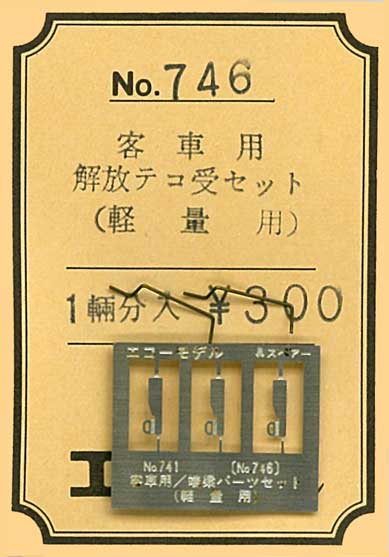 No.746
客車用
解放テコ受セット
(軽量用)
1輛分入 ¥300
エコーモデル &スペアー
No741 〔No746〕
客車用/端梁パーツセット
(軽量用)